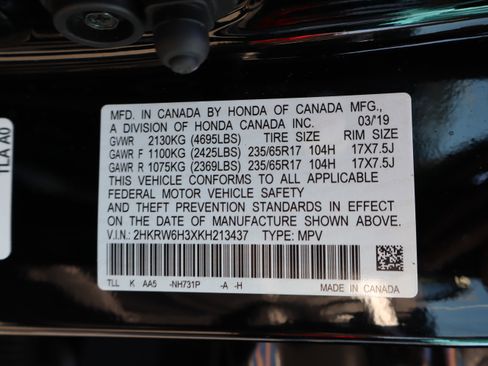 MFD. IN CANADA BY HONDA OF CANADA MFG.,
A DIVISION OF HONDA CANADA INC. 03/'19
GVWR 2130KG (4695LBS) TIRE SIZE RIM SIZE
GAWR F 1100KG (2425LBS) 235/65R17 104H 17X7.5J
GAWR R 1075KG (2369LBS) 235/65R17 104H 17X7.5J
THIS VEHICLE CONFORMS TO ALL APPLICABLE
FEDERAL MOTOR VEHICLE SAFETY
AND THEFT PREVENTION STANDARDS IN EFFECT
ON THE DATE OF MANUFACTURE SHOWN ABOVE.
V.I.N.: 2HKRW6H3XKH213437 TYPE: MPV
TLL K AA5 -NH731P -A -H MADE IN CANADA
TLA A0